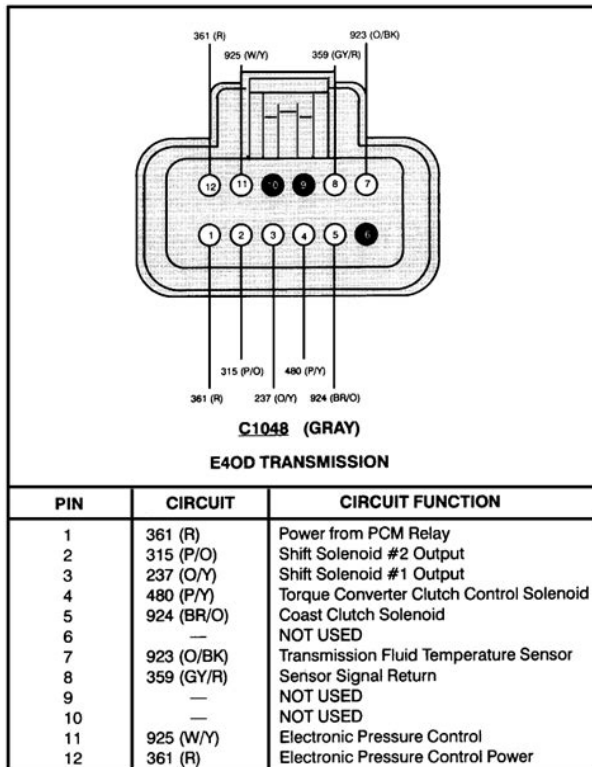 361 (R)
923 (O/BK)
925 (W/Y)
359 (GY/R)
12 11 10 9 8 7
1 2 3 4 5 6
315 (P/O)
480 (P/Y)
361 (R)
237 (O/Y)
924 (BR/O)
C1048 (GRAY)
E4OD TRANSMISSION
PIN CIRCUIT CIRCUIT FUNCTION
1 361 (R) Power from PCM Relay
2 315 (P/O) Shift Solenoid #2 Output
3 237 (O/Y) Shift Solenoid #1 Output
4 480 (P/Y) Torque Converter Clutch Control Solenoid
5 924 (BR/O) Coast Clutch Solenoid
6 — NOT USED
7 923 (O/BK) Transmission Fluid Temperature Sensor
8 359 (GY/R) Sensor Signal Return
9 — NOT USED
10 — NOT USED
11 925 (W/Y) Electronic Pressure Control
12 361 (R) Electronic Pressure Control Power